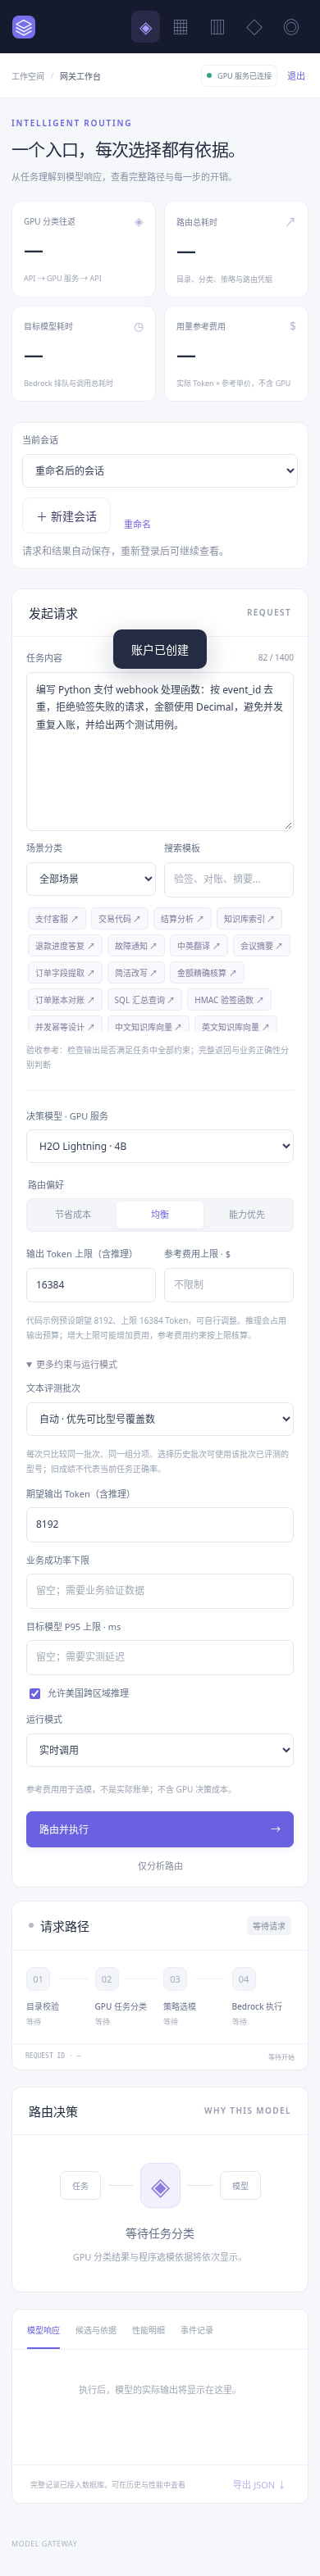 工作空间 / 网关工作台
GPU 服务已连接
退出
INTELLIGENT ROUTING
一个入口，每次选择都有依据。
从任务理解到模型响应，查看完整路径与每一步的开销。
GPU 分类往返
—
API → GPU 服务 → API
路由总耗时
—
目录、分类、策略与路由凭据
目标模型耗时
—
Bedrock 排队与调用总耗时
用量参考费用
$
—
实际 Token × 参考单价，不含 GPU
当前会话
重命名后的会话
＋ 新建会话
重命名
请求和结果自动保存，重新登录后可继续查看。
发起请求
REQUEST
账户已创建
任务内容
82 / 1400
编写 Python 支付 webhook 处理函数：按 event_id 去
重，拒绝验签失败的请求，金额使用 Decimal，避免并发
重复入账，并给出两个测试用例。
场景分类
搜索模板
全部场景
验签、对账、摘要…
支付客服 ↗
交易代码 ↗
结算分析 ↗
知识库索引 ↗
退款进度答复 ↗
故障通知 ↗
中英翻译 ↗
会议摘要 ↗
订单字段提取 ↗
简洁改写 ↗
金额精确核算 ↗
订单账本对账 ↗
SQL 汇总查询 ↗
HMAC 验签函数 ↗
并发幂等设计 ↗
中文知识库向量 ↗
英文知识库向量 ↗
验收参考：检查输出是否满足任务中全部约束；完整返回与业务正确性分
别判断
决策模型 · GPU 服务
H2O Lightning · 4B
路由偏好
节省成本
均衡
能力优先
输出 Token 上限（含推理）
参考费用上限 · $
16384
不限制
代码示例预设期望 8192、上限 16384 Token，可自行调整。推理会占用
输出预算；增大上限可能增加费用，参考费用约束按上限核算。
▼ 更多约束与运行模式
文本评测批次
自动 · 优先可比型号覆盖数
每次只比较同一批次、同一组分项。选择历史批次可使用该批次已评测的
型号；旧成绩不代表当前任务正确率。
期望输出 Token（含推理）
8192
业务成功率下限
留空；需要业务验证数据
目标模型 P95 上限 · ms
留空；需要实测延迟
允许美国跨区域推理
运行模式
实时调用
参考费用用于选模，不是实际账单；不含 GPU 决策成本。
路由并执行 →
仅分析路由
请求路径
等待请求
01
02
03
04
目录校验
GPU 任务分类
策略选模
Bedrock 执行
等待
等待
等待
等待
REQUEST ID · —
等待开始
路由决策
WHY THIS MODEL
任务
模型
等待任务分类
GPU 分类结果与程序选模依据将依次显示。
模型响应
候选与依据
性能明细
事件记录
执行后，模型的实际输出将显示在这里。
完整记录已接入数据库，可在历史与性能中查看
导出 JSON ↓
MODEL GATEWAY